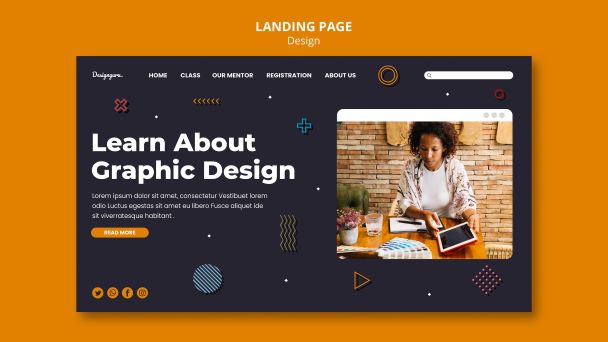 LANDING PAGE
Design
Designguru.
HOME CLASS OUR MENTOR REGISTRATION ABOUT US
Learn About
Graphic Design
Lorem ipsum dolor sit amet, consectetur Vestibuet lorem
odio Luctus egestas sit amet eu libero Fusce aliquet ide
sit viverratesque habitant .
READ MORE